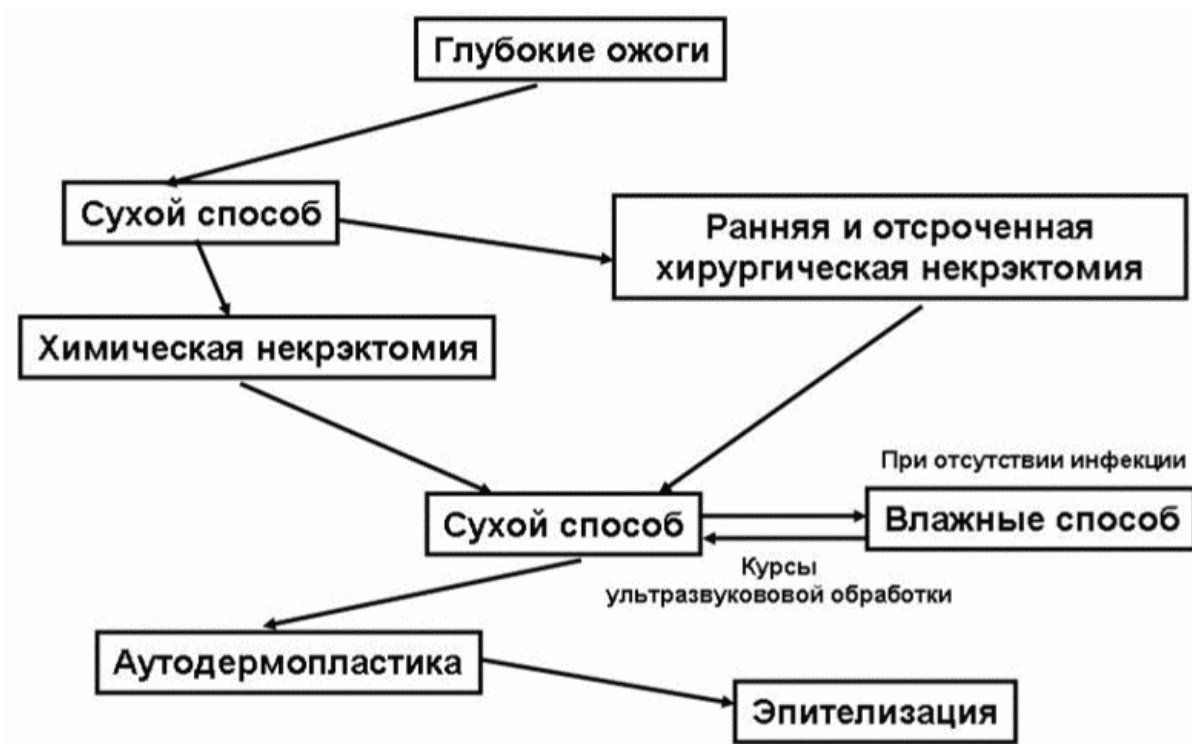 Глубокие ожоги
Сухой способ
Ранняя и отсроченная
хирургическая некрэктомия
Химическая некрэктомия
При отсутствии инфекции
Сухой способ
Влажные способ
Курсы
ультразвукововой обработки
Аутодермопластика
Эпителизация